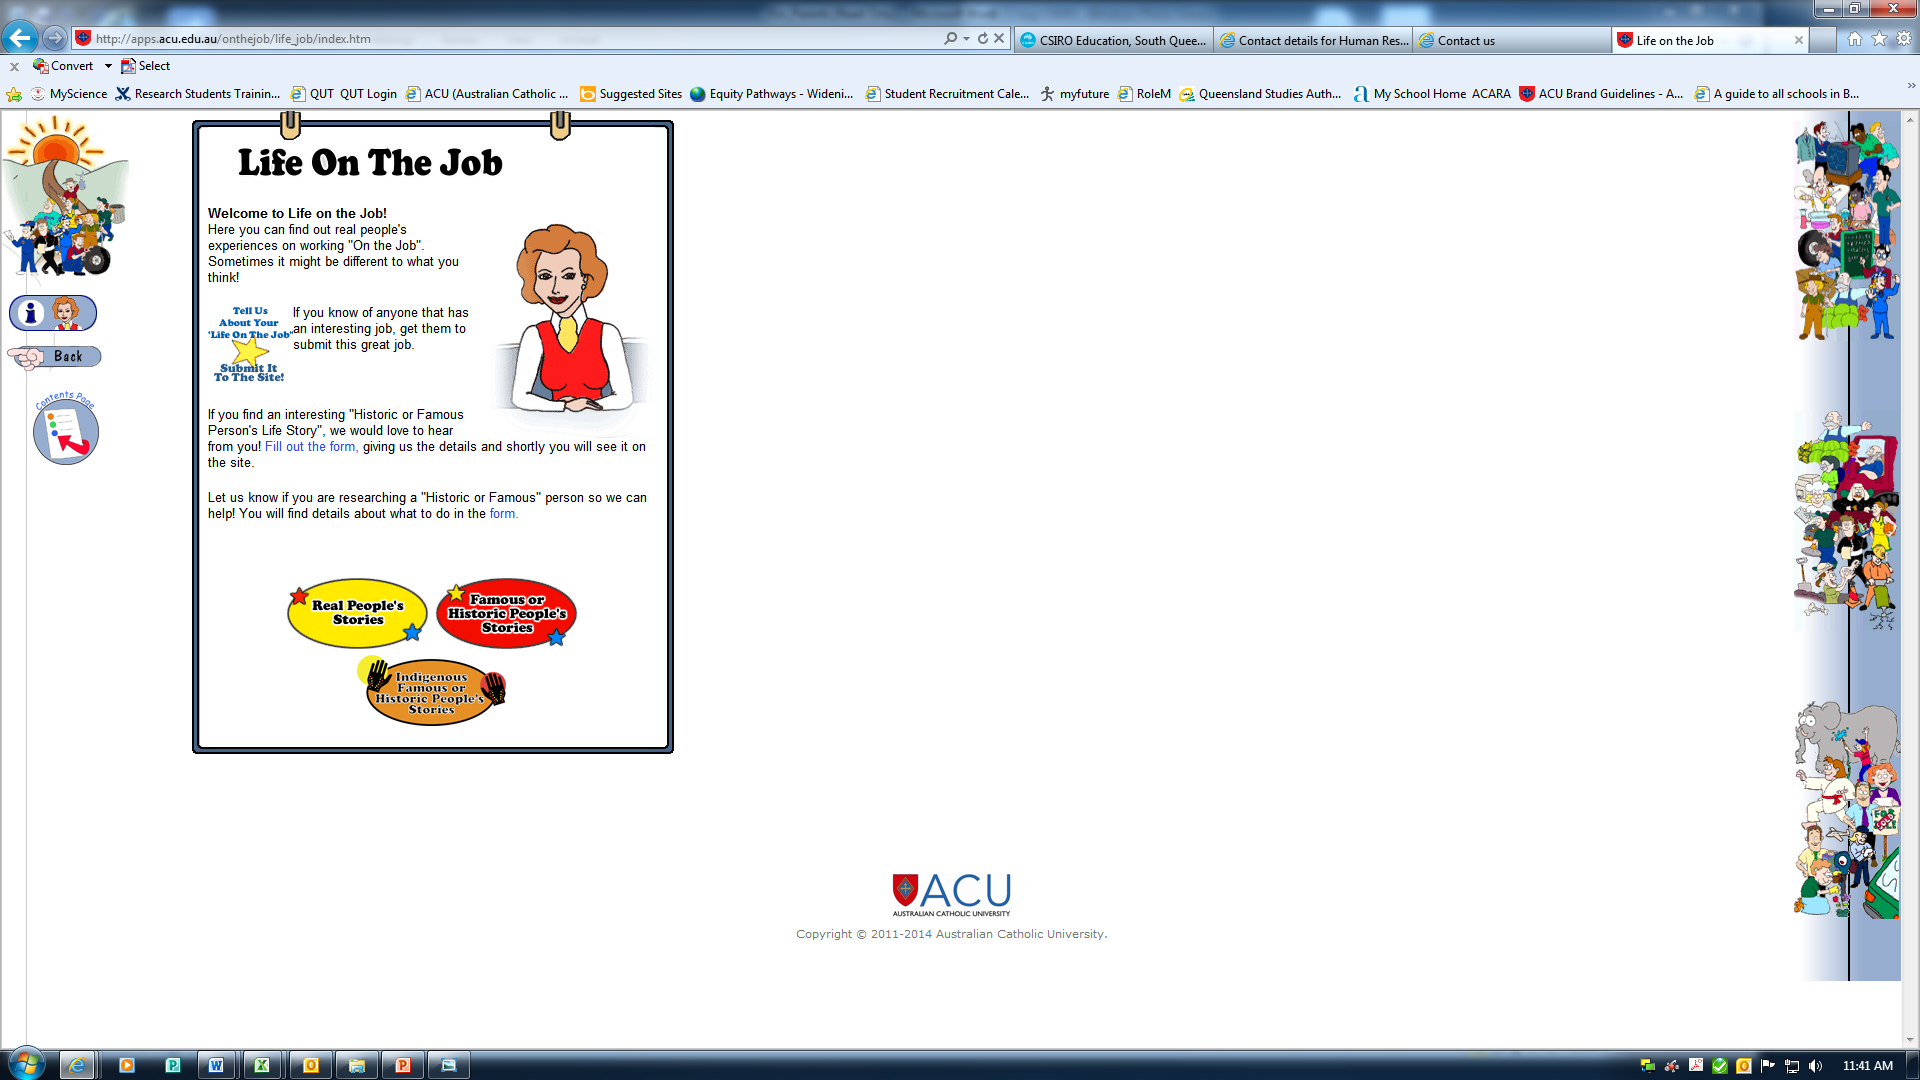 http://apps.acu.edu.au/onthejob/life_job/index.htm
CSIRO Education, South Quee...
Contact details for Human Res...
Contact us
Life on the Job
Convert
Select
MyScience
Research Students Trainin...
QUT QUT Login
ACU (Australian Catholic ...
Suggested Sites
Equity Pathways - Wideni...
Student Recruitment Cale...
myfuture
RoleM
Queensland Studies Auth...
My School Home ACARA
ACU Brand Guidelines - A...
A guide to all schools in B...
Life On The Job
Welcome to Life on the Job!
Here you can find out real people's
experiences on working "On the Job".
Sometimes it might be different to what you
think!
Tell Us
About Your
'Life On The Job"
Submit It
To The Site!
If you know of anyone that has
an interesting job, get them to
submit this great job.
Back
Contents Page
If you find an interesting "Historic or Famous
Person's Life Story", we would love to hear
from you! Fill out the form, giving us the details and shortly you will see it on
the site.
Let us know if you are researching a "Historic or Famous" person so we can
help! You will find details about what to do in the form.
Real People's
Stories
Famous or
Historic People's
Stories
Indigenous
Famous or
Historic People's
Stories
FOR
SOLD
ACU
AUSTRALIAN CATHOLIC UNIVERSITY
Copyright © 2011-2014 Australian Catholic University.
11:41 AM